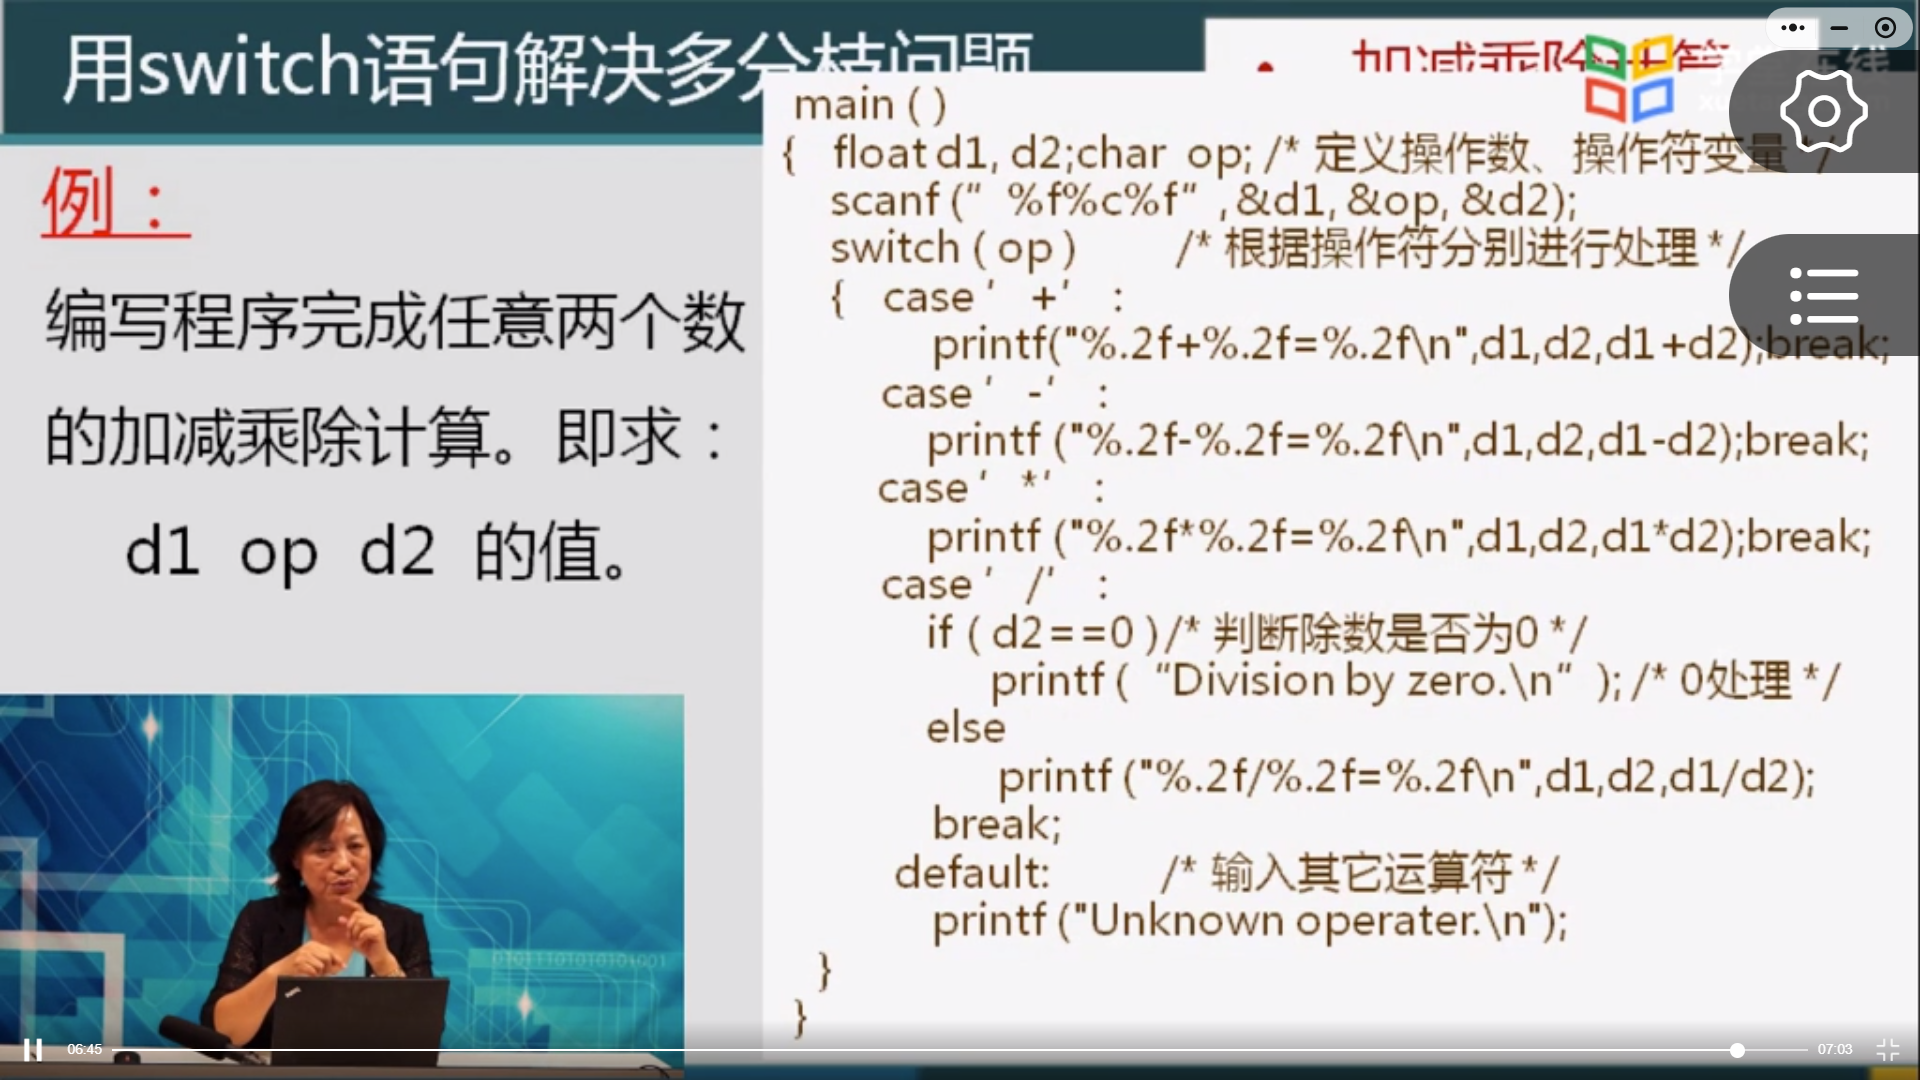 用switch语句解决多分枝问题
加减乘除计算
例：
编写程序完成任意两个数
的加减乘除计算。即求：
d1 op d2 的值。
main ( )
{ float d1, d2;char op; /* 定义操作数、操作符变量 */
scanf (“ %f%c%f” , &d1, &op, &d2);
switch ( op ) /* 根据操作符分别进行处理 */
{ case ’ +’ :
printf("%.2f+%.2f=%.2f\n",d1,d2,d1+d2);break;
case ’ -’ :
printf ("%.2f-%.2f=%.2f\n",d1,d2,d1-d2);break;
case ’ *’ :
printf ("%.2f*%.2f=%.2f\n",d1,d2,d1*d2);break;
case ’ /’ :
if ( d2==0 )/* 判断除数是否为0 */
printf ( “Division by zero.\n” ); /* 0处理 */
else
printf ("%.2f/%.2f=%.2f\n",d1,d2,d1/d2);
break;
default: /* 输入其它运算符 */
printf ("Unknown operater.\n");
}
}
06:45
07:03